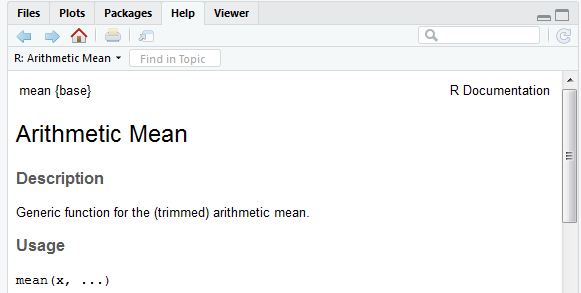 Files Plots Packages Help Viewer
R: Arithmetic Mean Find in Topic
mean {base} R Documentation
Arithmetic Mean
Description
Generic function for the (trimmed) arithmetic mean.
Usage
mean(x, ...)